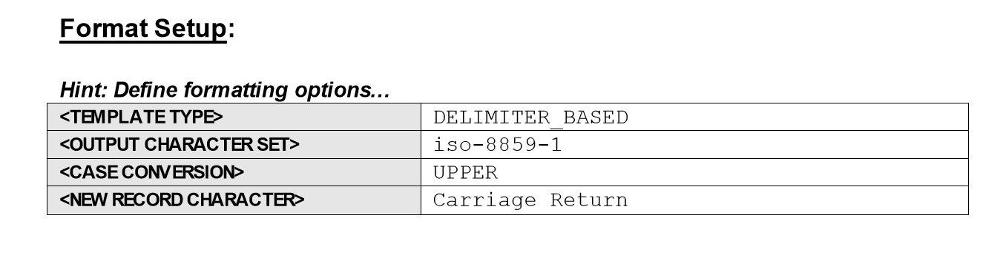 Format Setup:
Hint: Define formatting options...
<TEMPLATE TYPE> DELIMITER_BASED
<OUTPUT CHARACTER SET> iso-8859-1
<CASE CONVERSION> UPPER
<NEW RECORD CHARACTER> Carriage Return